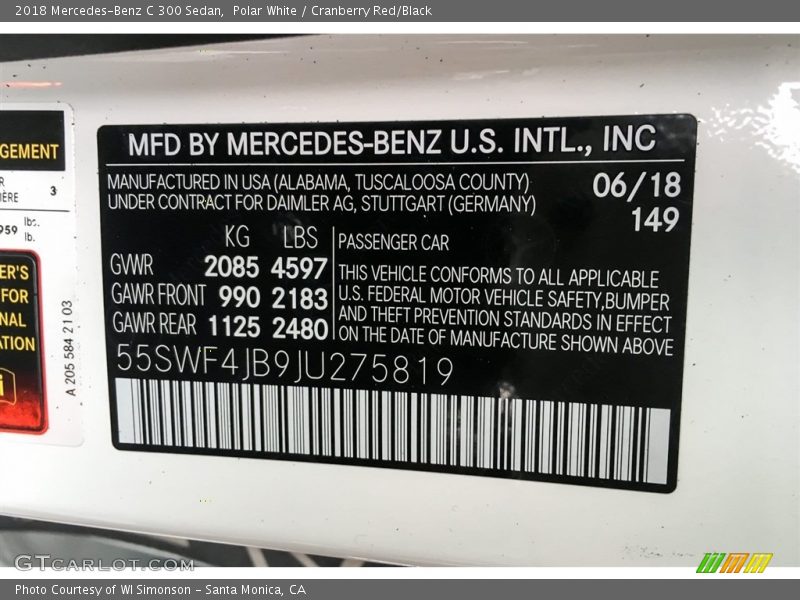 2018 Mercedes-Benz C 300 Sedan,  Polar White / Cranberry Red/Black
GEMENT
R
IÈRE 3
959 lb.
lb.
ER'S
FOR
NAL
ATION
i
A 205 584 21 03
MFD BY MERCEDES-BENZ U.S. INTL., INC
MANUFACTURED IN USA (ALABAMA, TUSCALOOSA COUNTY) 06/18
UNDER CONTRACT FOR DAIMLER AG, STUTTGART (GERMANY) 149
KG LBS
GVWR 2085 4597
GAWR FRONT 990 2183
GAWR REAR 1125 2480
PASSENGER CAR
THIS VEHICLE CONFORMS TO ALL APPLICABLE
U.S. FEDERAL MOTOR VEHICLE SAFETY,BUMPER
AND THEFT PREVENTION STANDARDS IN EFFECT
ON THE DATE OF MANUFACTURE SHOWN ABOVE
55SWF4JB9JU275819
GTCARLOT.COM
Photo Courtesy of WI Simonson - Santa Monica, CA